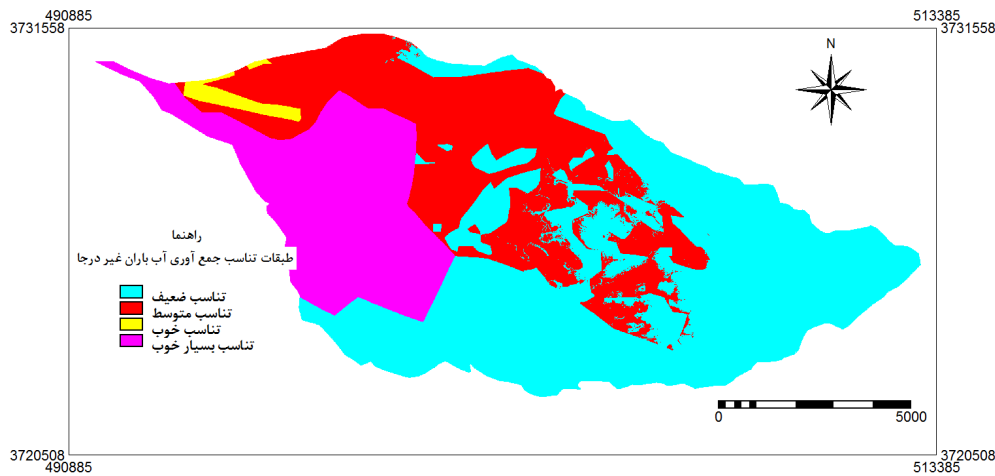 490885
513385
3731558
3731558
N
راهنما
طبقات تناسب جمع آوری آب باران غیر درجا
تناسب ضعیف
تناسب متوسط
تناسب خوب
تناسب بسیار خوب
0
5000
3720508
3720508
490885
513385